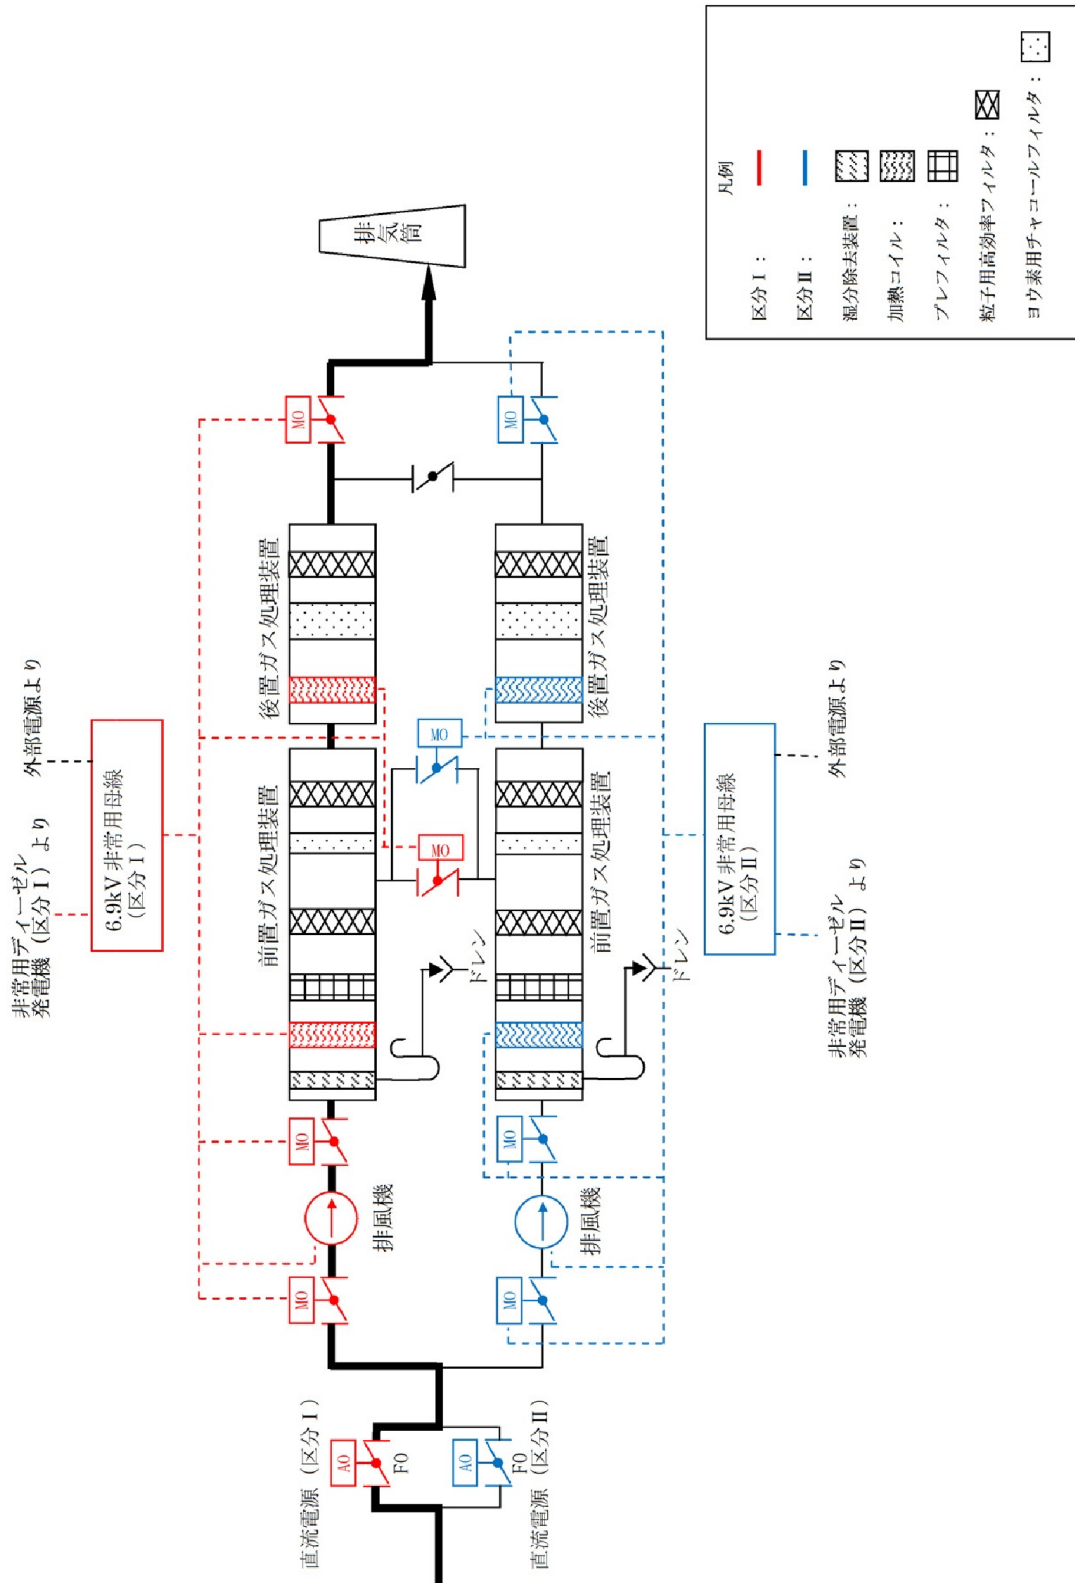 非常用ディーゼル
発電機（区分Ⅰ）より
外部電源より
6.9kV 非常用母線
（区分Ⅰ）
直流電源（区分Ⅰ）
AO
FO
MO
排風機
MO
前置ガス処理装置
後置ガス処理装置
MO
排気筒
ドレン
MO
MO
直流電源（区分Ⅱ）
AO
FO
MO
排風機
MO
前置ガス処理装置
後置ガス処理装置
MO
ドレン
6.9kV 非常用母線
（区分Ⅱ）
非常用ディーゼル
発電機（区分Ⅱ）より
外部電源より
凡例
区分Ⅰ：
区分Ⅱ：
湿分除去装置：
加熱コイル：
プレフィルタ：
粒子用高効率フィルタ：
ヨウ素用チャコールフィルタ：